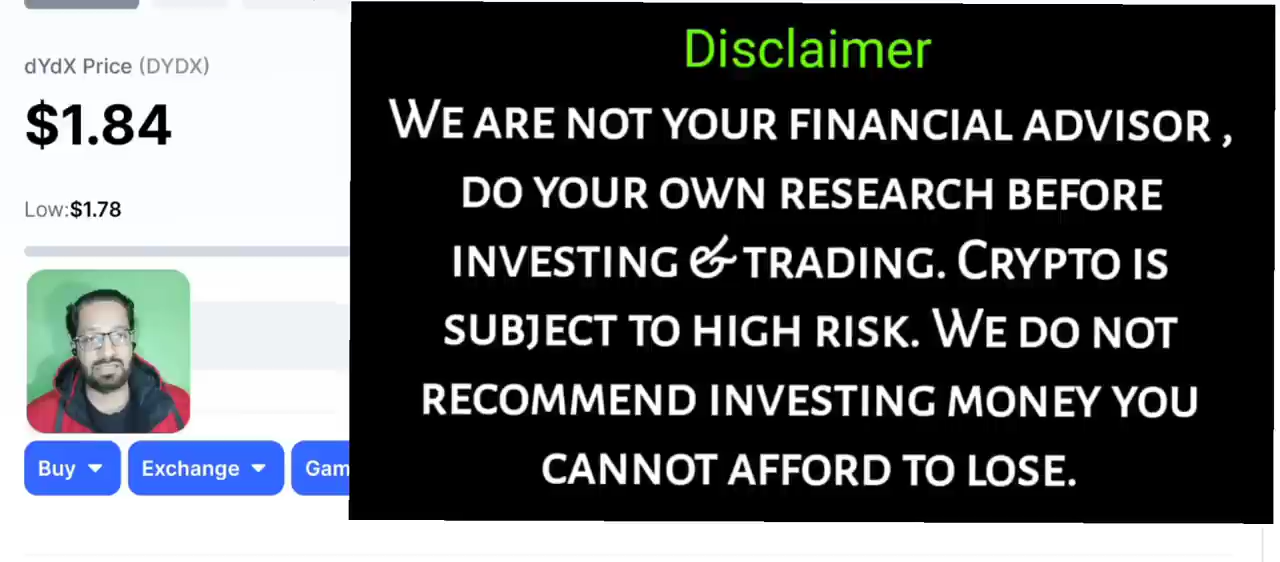 dYdX Price (DYDX)
$1.84
Low:$1.78
Buy
Exchange
Gam
Disclaimer
WE ARE NOT YOUR FINANCIAL ADVISOR ,
DO YOUR OWN RESEARCH BEFORE
INVESTING & TRADING. CRYPTO IS
SUBJECT TO HIGH RISK. WE DO NOT
RECOMMEND INVESTING MONEY YOU
CANNOT AFFORD TO LOSE.